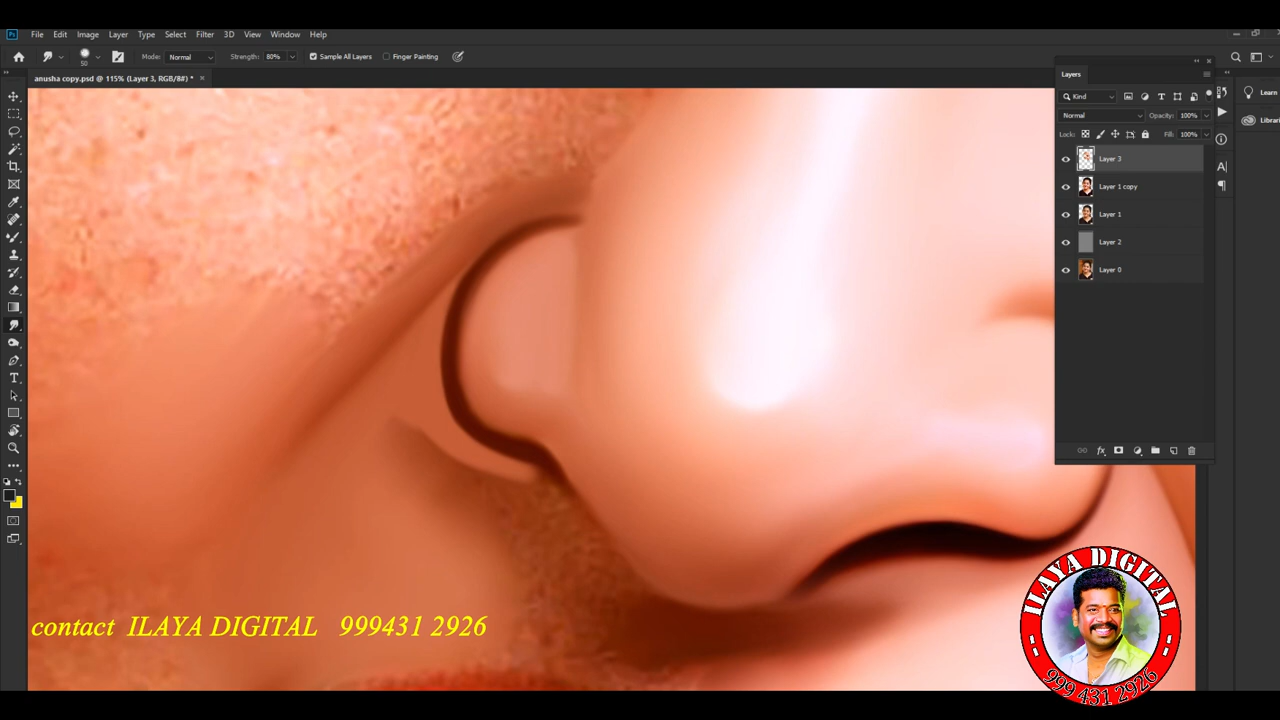 Ps File Edit Image Layer Type Select Filter 3D View Window Help
50 Mode: Normal Strength: 80% Sample All Layers Finger Painting
anusha copy.psd @ 115% (Layer 3, RGB/8#) * ×
Layers
Kind
Normal Opacity: 100%
Lock: Fill: 100%
Layer 3
Layer 1 copy
Layer 1
Layer 2
Layer 0
fx
Learn
Librari
contact ILAYA DIGITAL 999431 2926
ILAYA DIGITAL
999 431 2926